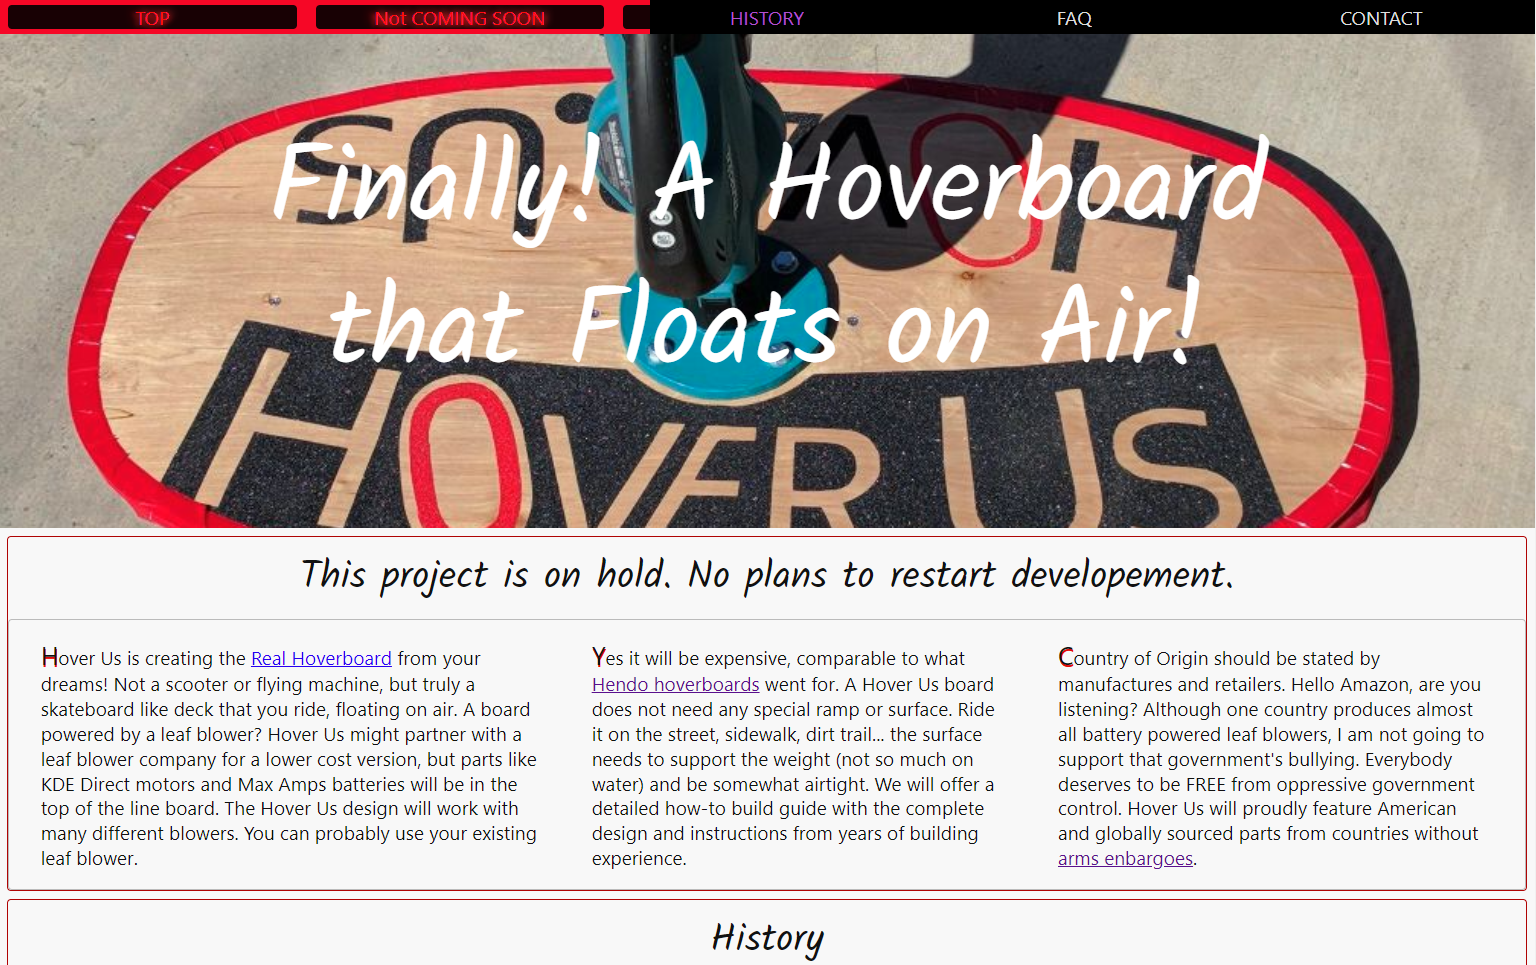 TOP Not COMING SOON HISTORY FAQ CONTACT
HOVER US
Finally! A Hoverboard
that Floats on Air!
HOVER US
This project is on hold. No plans to restart developement.
Hover Us is creating the Real Hoverboard from your
dreams! Not a scooter or flying machine, but truly a
skateboard like deck that you ride, floating on air. A board
powered by a leaf blower? Hover Us might partner with a
leaf blower company for a lower cost version, but parts like
KDE Direct motors and Max Amps batteries will be in the
top of the line board. The Hover Us design will work with
many different blowers. You can probably use your existing
leaf blower.
Yes it will be expensive, comparable to what
Hendo hoverboards went for. A Hover Us board
does not need any special ramp or surface. Ride
it on the street, sidewalk, dirt trail... the surface
needs to support the weight (not so much on
water) and be somewhat airtight. We will offer a
detailed how-to build guide with the complete
design and instructions from years of building
experience.
Country of Origin should be stated by
manufactures and retailers. Hello Amazon, are you
listening? Although one country produces almost
all battery powered leaf blowers, I am not going to
support that government's bullying. Everybody
deserves to be FREE from oppressive government
control. Hover Us will proudly feature American
and globally sourced parts from countries without
arms enbargoes.
History